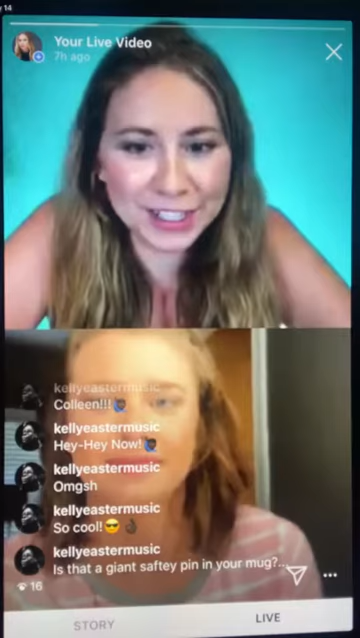 14
Your Live Video
7h ago
kellyeastermusic
Colleen!!!
kellyeastermusic
Hey-Hey Now!
kellyeastermusic
Omgsh
kellyeastermusic
So cool!😎👌🏿
kellyeastermusic
Is that a giant saftey pin in your mug?...
16
STORY
LIVE